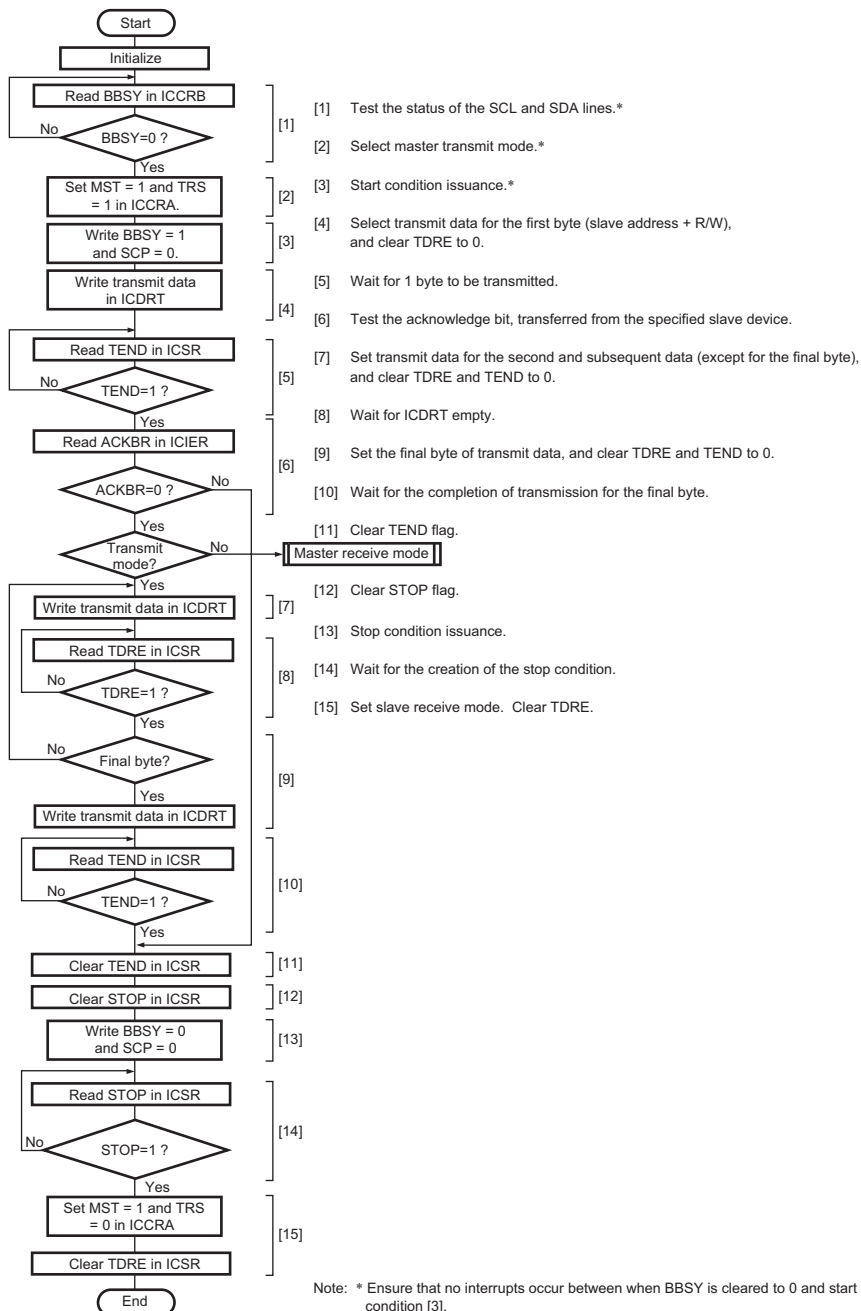 Start
Initialize
Read BBSY in ICCRB
No
BBSY=0 ?
[1]
Yes
Set MST = 1 and TRS
= 1 in ICCRA.
[2]
Write BBSY = 1
and SCP = 0.
[3]
Write transmit data
in ICDRT
[4]
Read TEND in ICSR
No
TEND=1 ?
[5]
Yes
Read ACKBR in ICIER
[6]
ACKBR=0 ?
No
Yes
Transmit
mode?
No
Master receive mode
Yes
Write transmit data in ICDRT
[7]
Read TDRE in ICSR
[8]
No
TDRE=1 ?
Yes
No
Final byte?
[9]
Yes
Write transmit data in ICDRT
Read TEND in ICSR
[10]
No
TEND=1 ?
Yes
Clear TEND in ICSR
[11]
Clear STOP in ICSR
[12]
Write BBSY = 0
and SCP = 0
[13]
Read STOP in ICSR
[14]
No
STOP=1 ?
Yes
Set MST = 1 and TRS
= 0 in ICCRA
[15]
Clear TDRE in ICSR
End
[1] Test the status of the SCL and SDA lines.*
[2] Select master transmit mode.*
[3] Start condition issuance.*
[4] Select transmit data for the first byte (slave address + R/W),
and clear TDRE to 0.
[5] Wait for 1 byte to be transmitted.
[6] Test the acknowledge bit, transferred from the specified slave device.
[7] Set transmit data for the second and subsequent data (except for the final byte),
and clear TDRE and TEND to 0.
[8] Wait for ICDRT empty.
[9] Set the final byte of transmit data, and clear TDRE and TEND to 0.
[10] Wait for the completion of transmission for the final byte.
[11] Clear TEND flag.
[12] Clear STOP flag.
[13] Stop condition issuance.
[14] Wait for the creation of the stop condition.
[15] Set slave receive mode. Clear TDRE.
Note: * Ensure that no interrupts occur between when BBSY is cleared to 0 and start
condition [3].